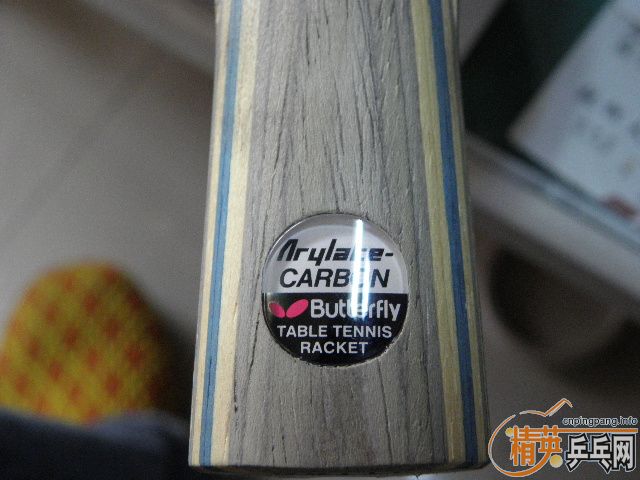 Arylate-
CARBON
Butterfly
TABLE TENNIS
RACKET
cnpingpang.info
精英乒乓网